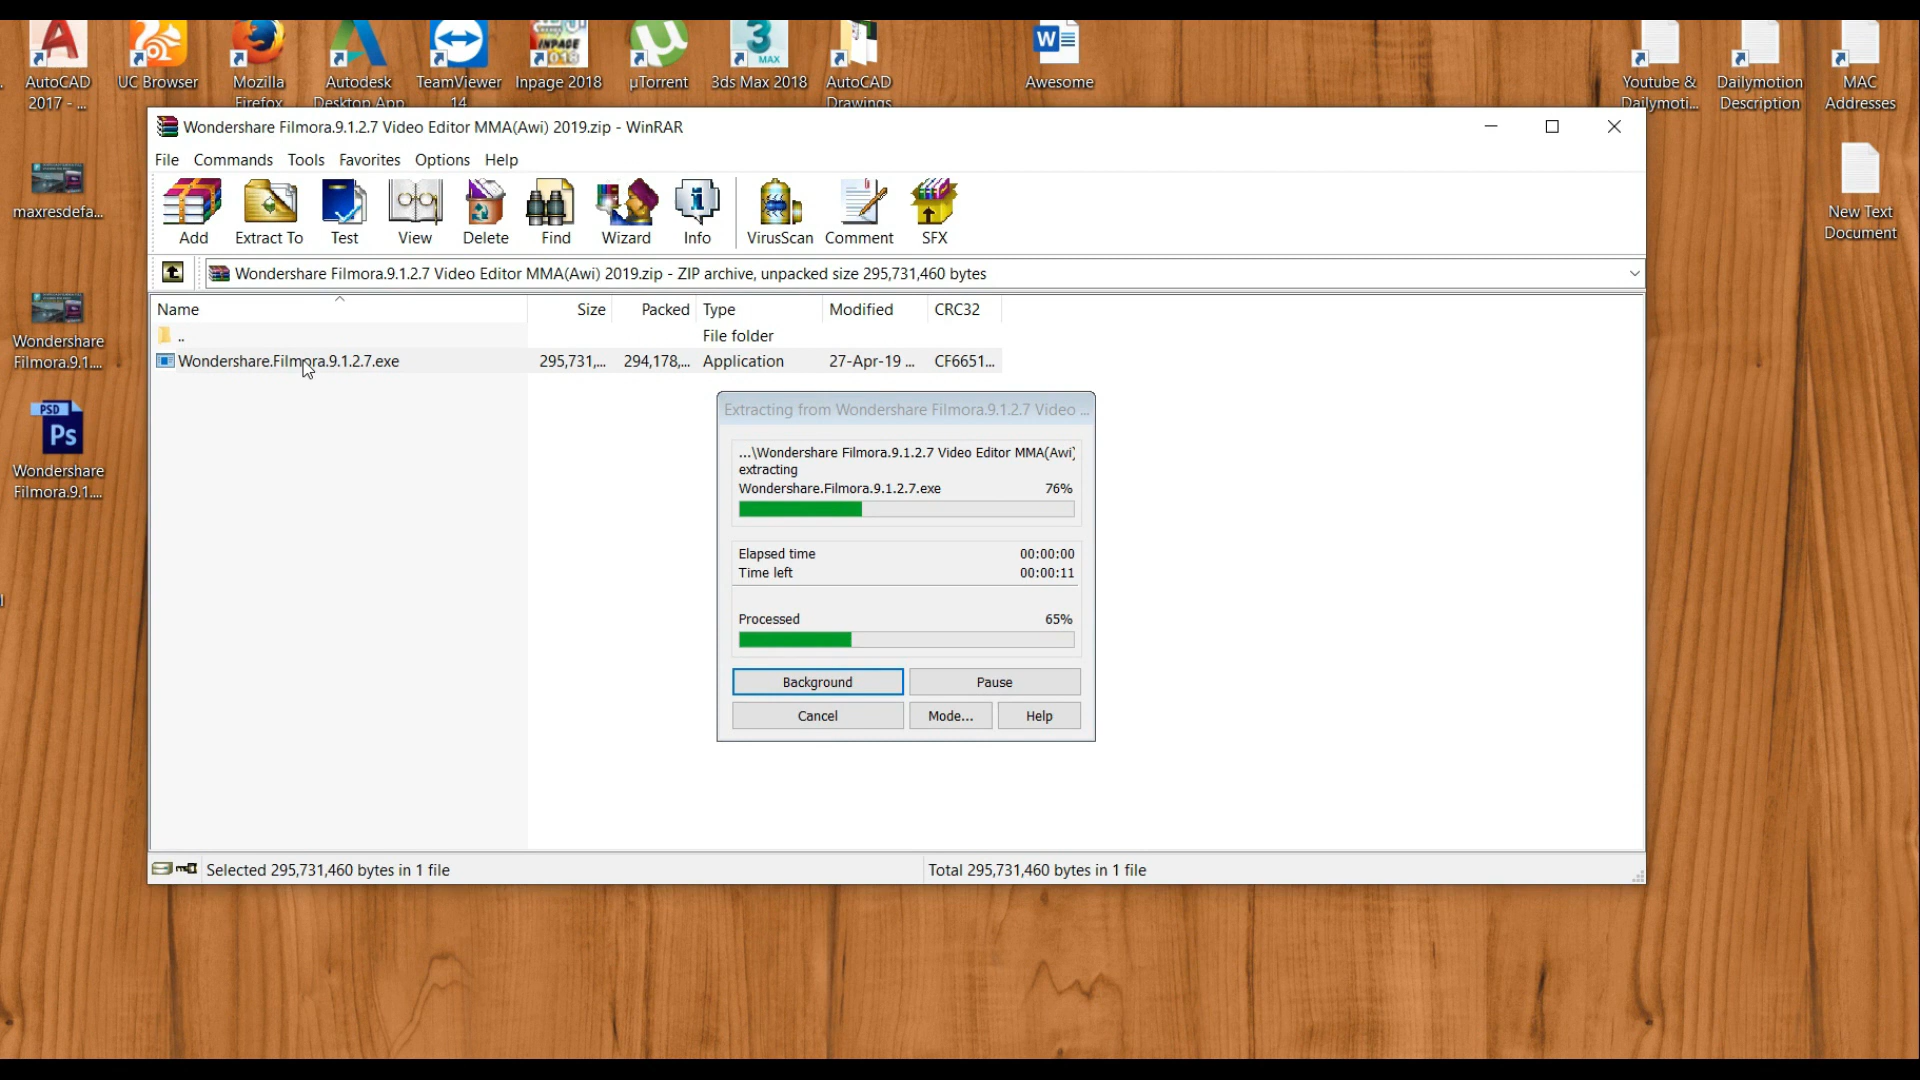 AutoCAD
2017 - ...
UC Browser
Mozilla
Firefox
Autodesk
Desktop App
TeamViewer
14
INPAGE
Inpage 2018
µTorrent
3
MAX
3ds Max 2018
AutoCAD
Drawings
W
Awesome
Youtube &
Dailymoti...
Dailymotion
Description
MAC
Addresses
Wondershare Filmora.9.1.2.7 Video Editor MMA(Awi) 2019.zip - WinRAR
File Commands Tools Favorites Options Help
Add Extract To Test View Delete Find Wizard Info VirusScan Comment SFX
Wondershare Filmora.9.1.2.7 Video Editor MMA(Awi) 2019.zip - ZIP archive, unpacked size 295,731,460 bytes
Name Size Packed Type Modified CRC32
.. File folder
Wondershare.Filmora.9.1.2.7.exe 295,731,... 294,178,... Application 27-Apr-19 ... CF6651...
maxresdefa...
Wondershare
Filmora.9.1....
PSD
Ps
Wondershare
Filmora.9.1....
New Text
Document
Extracting from Wondershare Filmora.9.1.2.7 Video ...
...\Wondershare Filmora.9.1.2.7 Video Editor MMA(Awi)
extracting
Wondershare.Filmora.9.1.2.7.exe 76%
Elapsed time 00:00:00
Time left 00:00:11
Processed 65%
Background Pause
Cancel Mode... Help
Selected 295,731,460 bytes in 1 file Total 295,731,460 bytes in 1 file